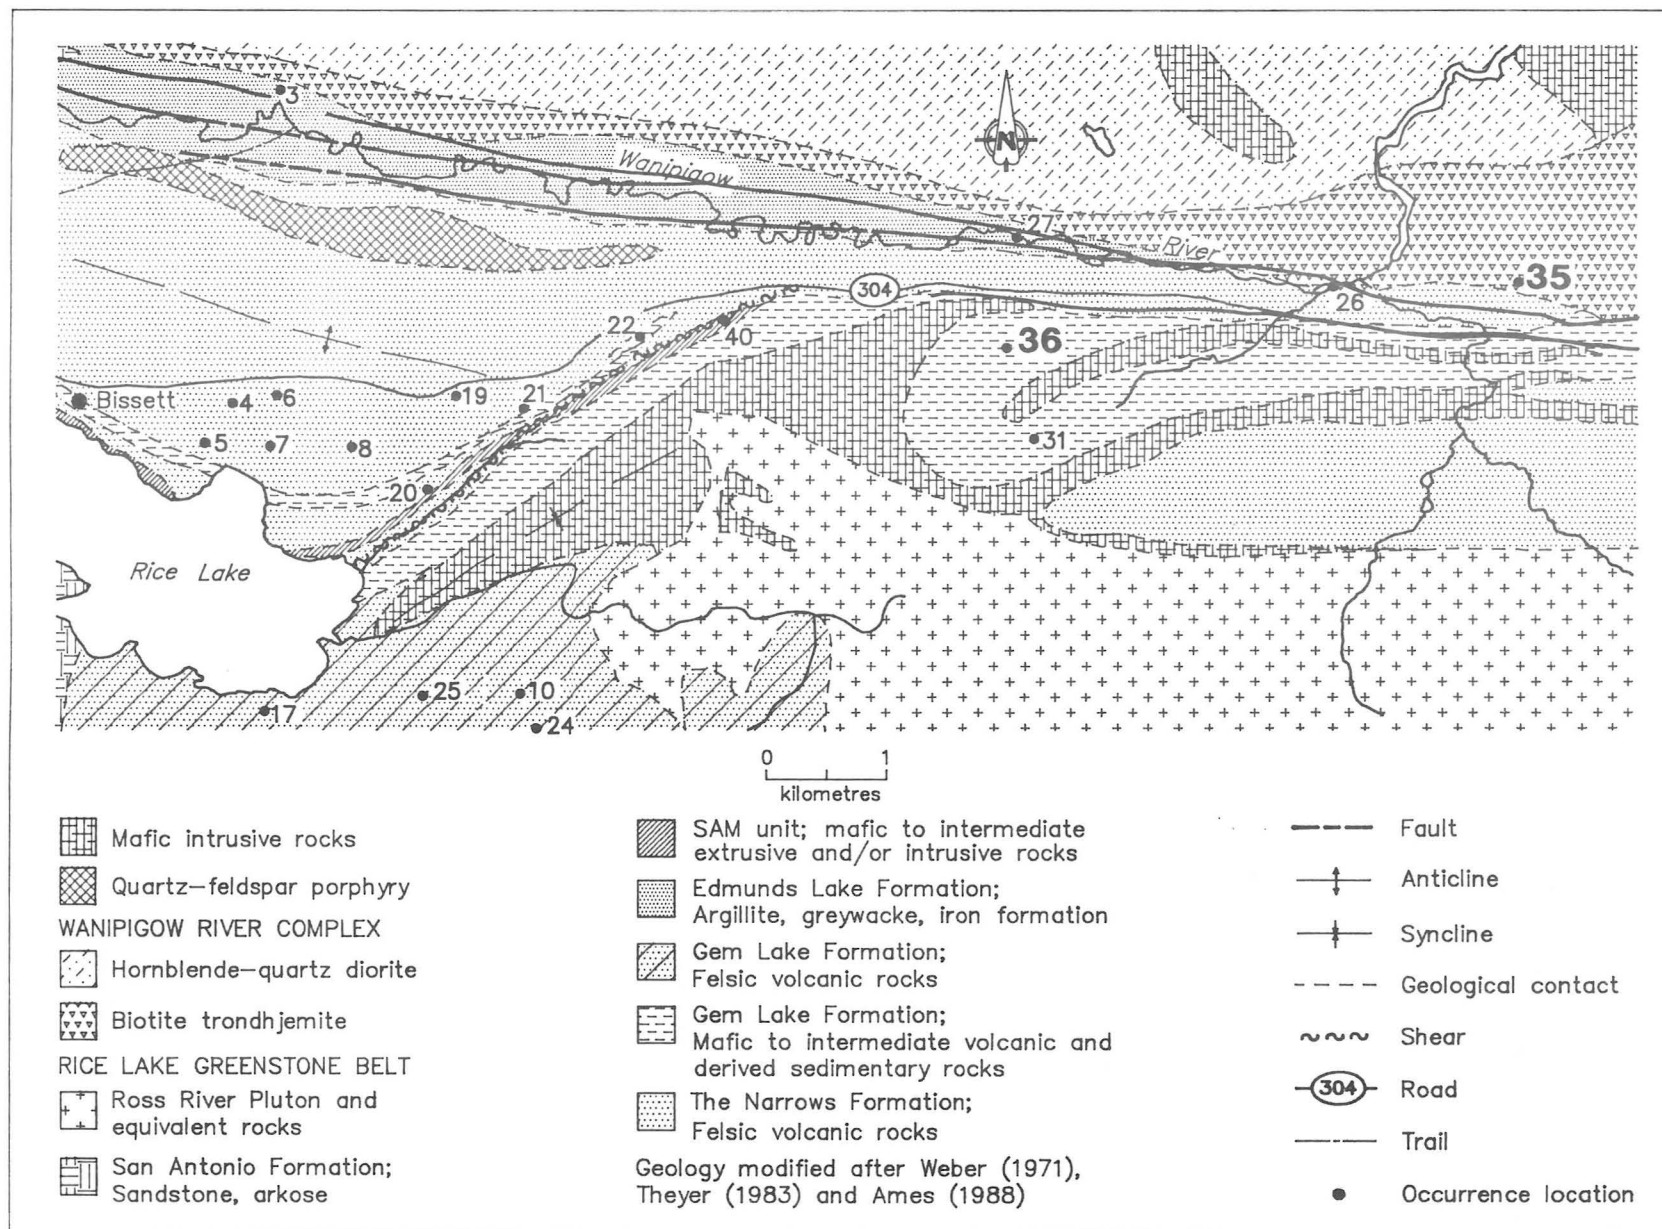 3
Wanipigow
N
27
River
35
304
26
22
40
36
Bissett
4
6
19
21
5
7
8
31
20
Rice Lake
25
10
17
24
0 1
kilometres
Mafic intrusive rocks
Quartz–feldspar porphyry
WANIPIGOW RIVER COMPLEX
Hornblende–quartz diorite
Biotite trondhjemite
RICE LAKE GREENSTONE BELT
Ross River Pluton and
equivalent rocks
San Antonio Formation;
Sandstone, arkose
SAM unit; mafic to intermediate
extrusive and/or intrusive rocks
Edmunds Lake Formation;
Argillite, greywacke, iron formation
Gem Lake Formation;
Felsic volcanic rocks
Gem Lake Formation;
Mafic to intermediate volcanic and
derived sedimentary rocks
The Narrows Formation;
Felsic volcanic rocks
Geology modified after Weber (1971),
Theyer (1983) and Ames (1988)
Fault
Anticline
Syncline
Geological contact
Shear
304 Road
Trail
Occurrence location